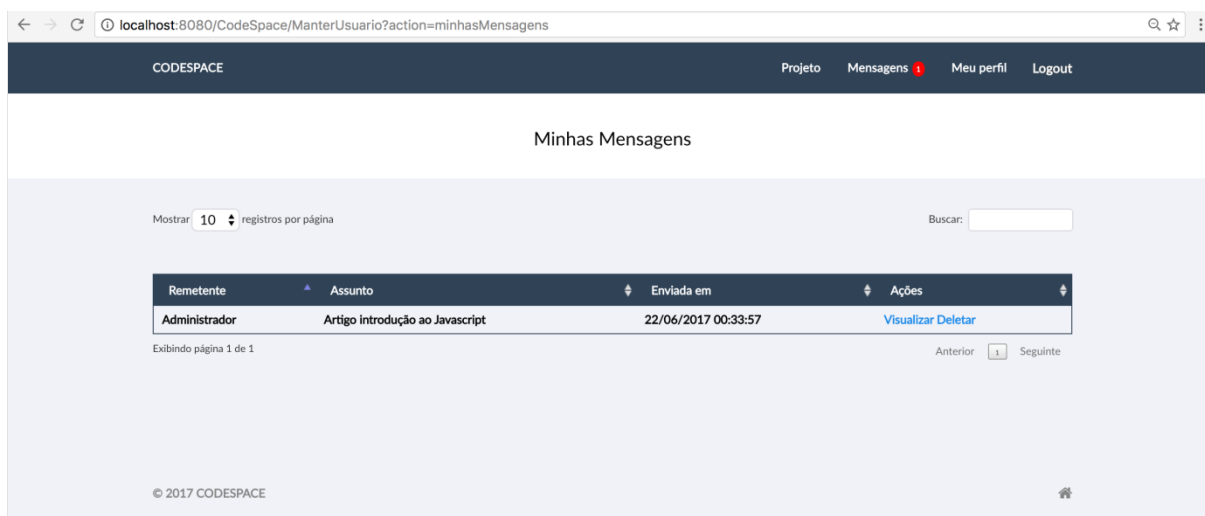 localhost:8080/CodeSpace/ManterUsuario?action=minhasMensagens
CODESPACE Projeto Mensagens 1 Meu perfil Logout
Minhas Mensagens
Mostrar 10 registros por página Buscar:
Remetente Assunto Enviada em Ações
Administrador Artigo introdução ao Javascript 22/06/2017 00:33:57 Visualizar Deletar
Exibindo página 1 de 1 Anterior 1 Seguinte
© 2017 CODESPACE